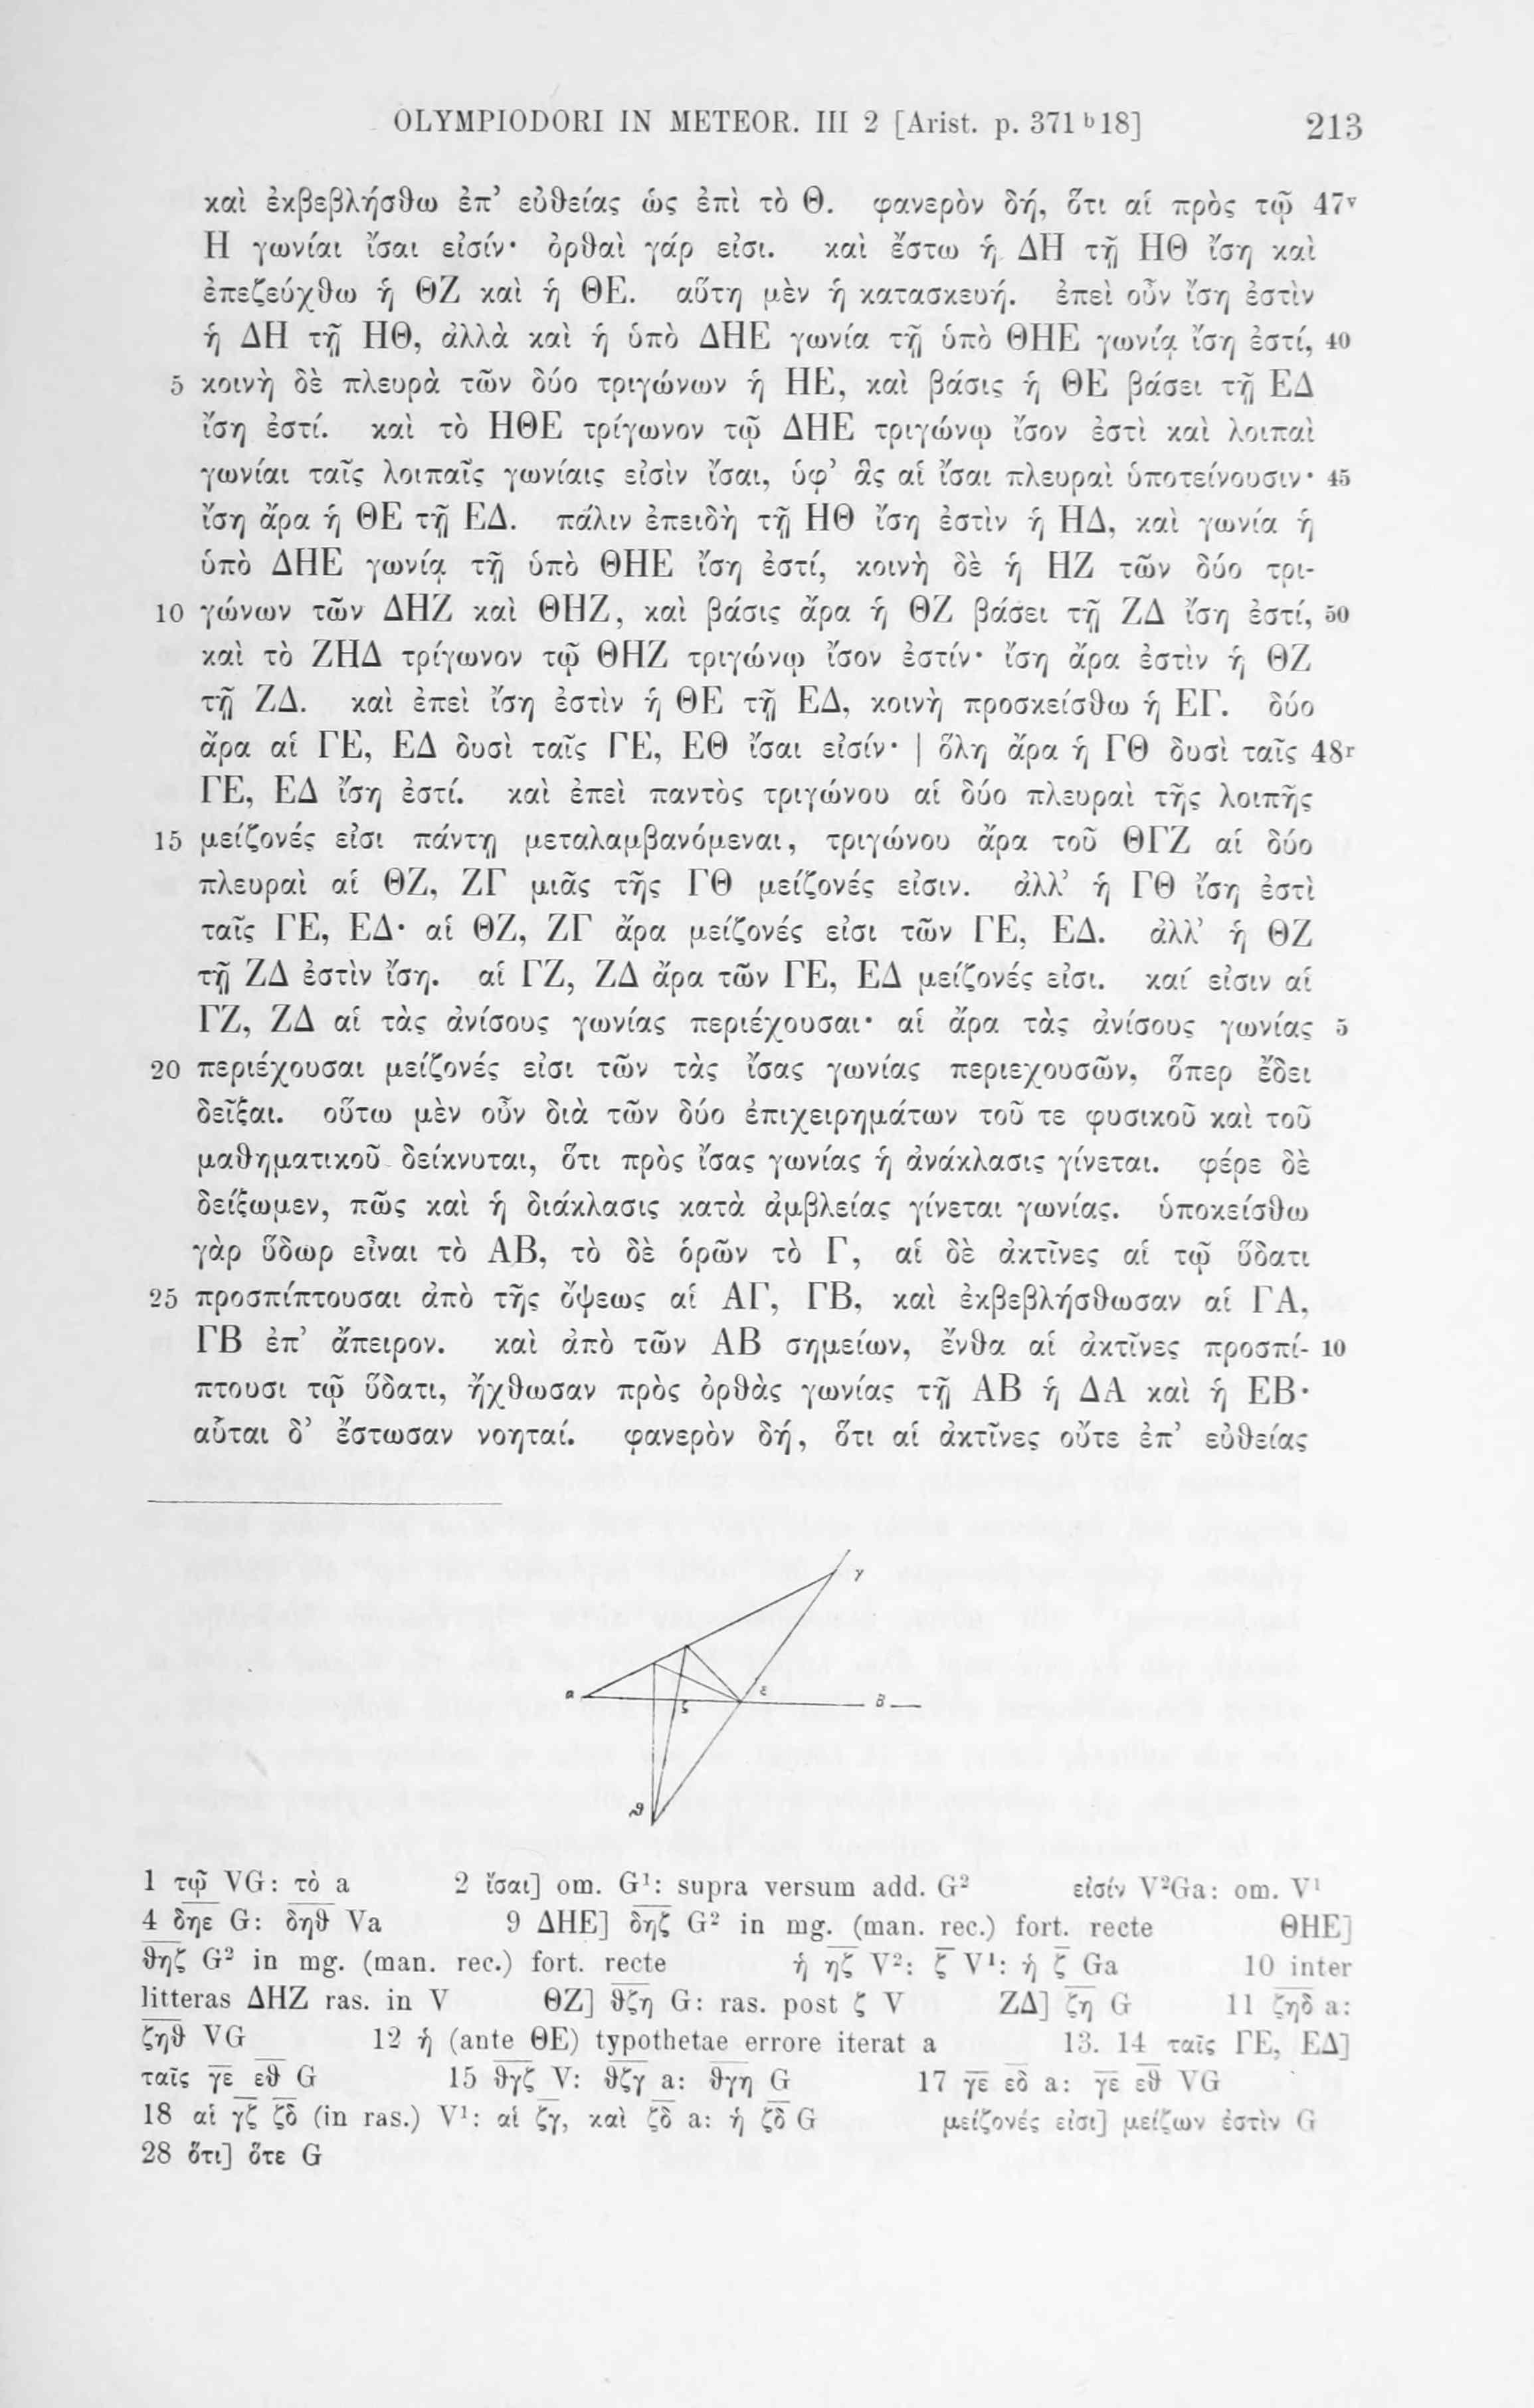 OLYMPIODORI IN METEOR. III 2 [Arist. p. 371 b 18] 213
καὶ ἐκβεβλήσθω ἐπ’ εὐθείας ὡς ἐπὶ τὸ Θ. φανερὸν δή, ὅτι αἱ πρὸς τῷ 47v
Η γωνίαι ἴσαι εἰσίν· ὀρθαὶ γάρ εἰσι. καὶ ἔστω ἡ ΔΗ τῇ ΗΘ ἴση καὶ
ἐπεζεύχθω ἡ ΘΖ καὶ ἡ ΘΕ. αὕτη μὲν ἡ κατασκευή. ἐπεὶ οὖν ἴση ἐστὶν
ἡ ΔΗ τῇ ΗΘ, ἀλλὰ καὶ ἡ ὑπὸ ΔΗΕ γωνία τῇ ὑπὸ ΘΗΕ γωνίᾳ ἴση ἐστί, 40
5 κοινὴ δὲ πλευρὰ τῶν δύο τριγώνων ἡ ΗΕ, καὶ βάσις ἡ ΘΕ βάσει τῇ ΕΔ
ἴση ἐστί. καὶ τὸ ΗΘΕ τρίγωνον τῷ ΔΗΕ τριγώνῳ ἴσον ἐστὶ καὶ λοιπαὶ
γωνίαι ταῖς λοιπαῖς γωνίαις εἰσὶν ἴσαι, ὑφ’ ἃς αἱ ἴσαι πλευραὶ ὑποτείνουσιν· 45
ἴση ἄρα ἡ ΘΕ τῇ ΕΔ. πάλιν ἐπειδὴ τῇ ΗΘ ἴση ἐστὶν ἡ ΗΔ, καὶ γωνία ἡ
ὑπὸ ΔΗΕ γωνίᾳ τῇ ὑπὸ ΘΗΕ ἴση ἐστί, κοινὴ δὲ ἡ ΗΖ τῶν δύο τρι-
10 γώνων τῶν ΔΗΖ καὶ ΘΗΖ, καὶ βάσις ἄρα ἡ ΘΖ βάσει τῇ ΖΔ ἴση ἐστί, 50
καὶ τὸ ΖΗΔ τρίγωνον τῷ ΘΗΖ τριγώνῳ ἴσον ἐστίν· ἴση ἄρα ἐστὶν ἡ ΘΖ
τῇ ΖΔ. καὶ ἐπεὶ ἴση ἐστὶν ἡ ΘΕ τῇ ΕΔ, κοινὴ προσκείσθω ἡ ΕΓ. δύο
ἄρα αἱ ΓΕ, ΕΔ δυσὶ ταῖς ΓΕ, ΕΘ ἴσαι εἰσίν· | ὅλη ἄρα ἡ ΓΘ δυσὶ ταῖς 48r
ΓΕ, ΕΔ ἴση ἐστί. καὶ ἐπεὶ παντὸς τριγώνου αἱ δύο πλευραὶ τῆς λοιπῆς
15 μείζονές εἰσι πάντῃ μεταλαμβανόμεναι, τριγώνου ἄρα τοῦ ΘΓΖ αἱ δύο
πλευραὶ αἱ ΘΖ, ΖΓ μιᾶς τῆς ΓΘ μείζονές εἰσιν. ἀλλ’ ἡ ΓΘ ἴση ἐστὶ
ταῖς ΓΕ, ΕΔ· αἱ ΘΖ, ΖΓ ἄρα μείζονές εἰσι τῶν ΓΕ, ΕΔ. ἀλλ’ ἡ ΘΖ
τῇ ΖΔ ἐστὶν ἴση. αἱ ΓΖ, ΖΔ ἄρα τῶν ΓΕ, ΕΔ μείζονές εἰσι. καί εἰσιν αἱ
ΓΖ, ΖΔ αἱ τὰς ἀνίσους γωνίας περιέχουσαι· αἱ ἄρα τὰς ἀνίσους γωνίας 5
20 περιέχουσαι μείζονές εἰσι τῶν τὰς ἴσας γωνίας περιεχουσῶν, ὅπερ ἔδει
δεῖξαι. οὕτω μὲν οὖν διὰ τῶν δύο ἐπιχειρημάτων τοῦ τε φυσικοῦ καὶ τοῦ
μαθηματικοῦ δείκνυται, ὅτι πρὸς ἴσας γωνίας ἡ ἀνάκλασις γίνεται. φέρε δὲ
δείξωμεν, πῶς καὶ ἡ διάκλασις κατὰ ἀμβλείας γίνεται γωνίας. ὑποκείσθω
γὰρ ὕδωρ εἶναι τὸ ΑΒ, τὸ δὲ ὁρῶν τὸ Γ, αἱ δὲ ἀκτῖνες αἱ τῷ ὕδατι
25 προσπίπτουσαι ἀπὸ τῆς ὄψεως αἱ ΑΓ, ΓΒ, καὶ ἐκβεβλήσθωσαν αἱ ΓΑ,
ΓΒ ἐπ’ ἄπειρον. καὶ ἀπὸ τῶν ΑΒ σημείων, ἔνθα αἱ ἀκτῖνες προσπί- 10
πτουσι τῷ ὕδατι, ἤχθωσαν πρὸς ὀρθὰς γωνίας τῇ ΑΒ ἡ ΔΑ καὶ ἡ ΕΒ·
αὗται δ’ ἔστωσαν νοηταί. φανερὸν δή, ὅτι αἱ ἀκτῖνες οὔτε ἐπ’ εὐθείας
γ
α ε Β
ζ
θ
1 τῷ VG: τὸ a 2 ἴσαι] om. G¹: supra versum add. G² εἰσίν V²Ga: om. V¹
4 δηε G: δηθ Va 9 ΔΗΕ] δηζ G² in mg. (man. rec.) fort. recte ΘΗΕ]
θηζ G² in mg. (man. rec.) fort. recte ἡ ηζ V²: ζ V¹: ἡ ζ Ga 10 inter
litteras ΔΗΖ ras. in V ΘΖ] θζη G: ras. post ζ V ΖΔ] ζη G 11 ζηδ a:
ζηθ VG 12 ἡ (ante ΘΕ) typothetae errore iterat a 13. 14 ταῖς ΓΕ, ΕΔ]
ταῖς γε εθ G 15 θγζ V: θζγ a: θγη G 17 γε εδ a: γε εθ VG
18 αἱ γζ ζδ (in ras.) V¹: αἱ ζγ, καὶ ζδ a: ἡ ζδ G μείζονές εἰσι] μείζων ἐστὶν G
28 ὅτι] ὅτε G